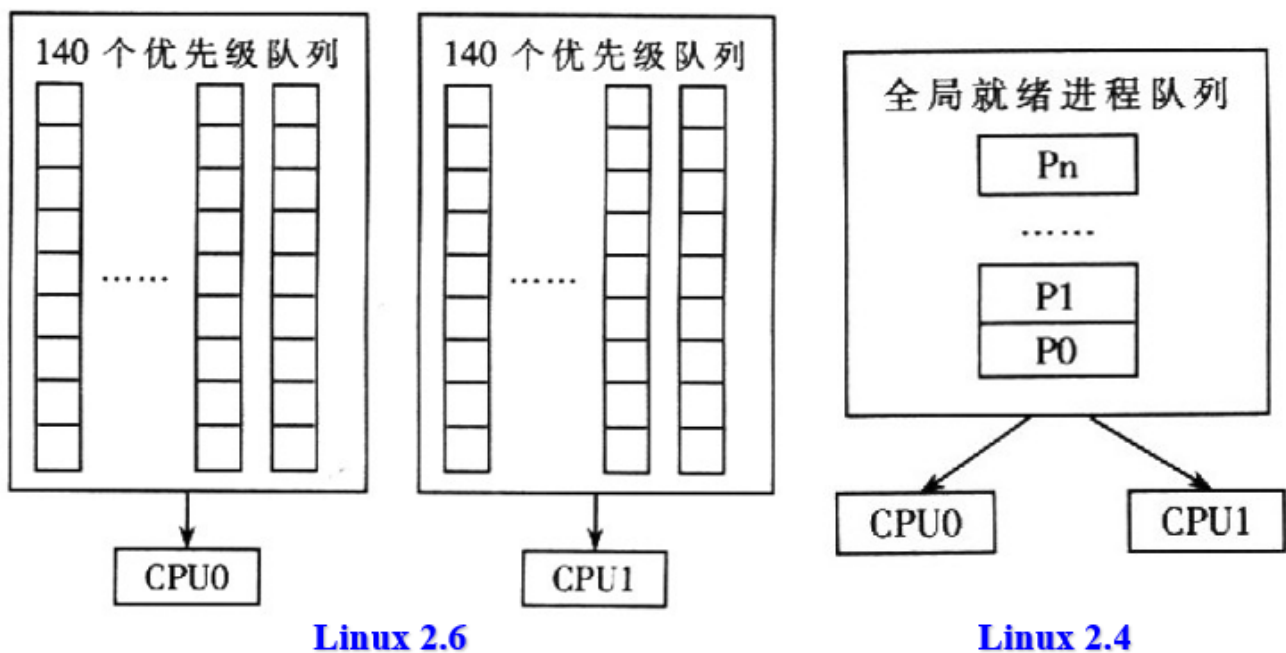 140 个优先级队列
……
CPU0
140 个优先级队列
……
CPU1
Linux 2.6
全局就绪进程队列
Pn
……
P1
P0
CPU0
CPU1
Linux 2.4